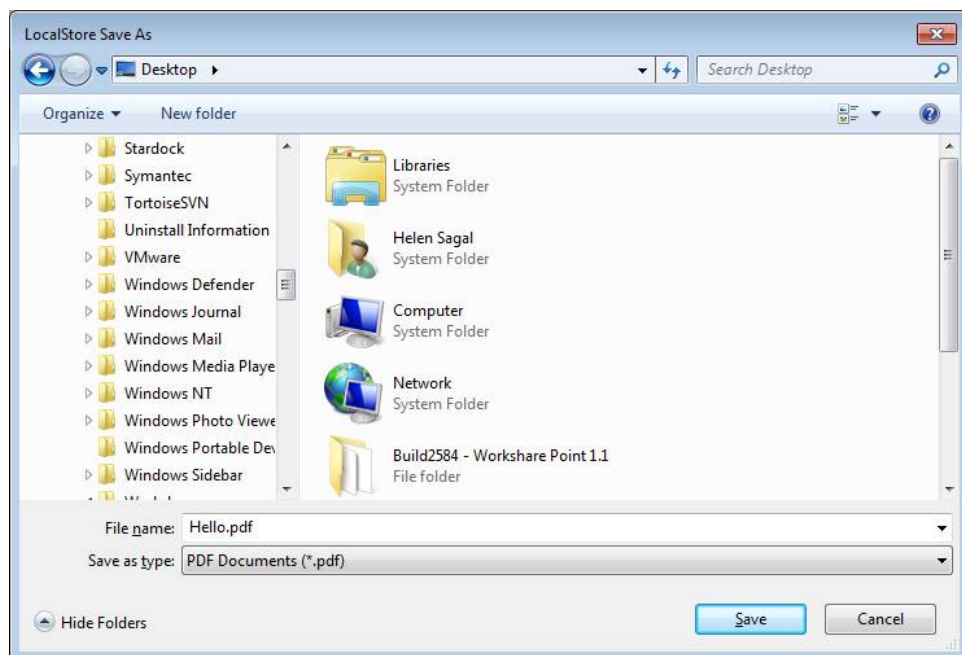 LocalStore Save As
Desktop
Search Desktop
Organize
New folder
Stardock
Symantec
TortoiseSVN
Uninstall Information
VMware
Windows Defender
Windows Journal
Windows Mail
Windows Media Playe
Windows NT
Windows Photo Viewe
Windows Portable De
Windows Sidebar
Libraries
System Folder
Helen Sagal
System Folder
Computer
System Folder
Network
System Folder
Build2584 - Workshare Point 1.1
File folder
File name: Hello.pdf
Save as type: PDF Documents (*.pdf)
Hide Folders
Save
Cancel